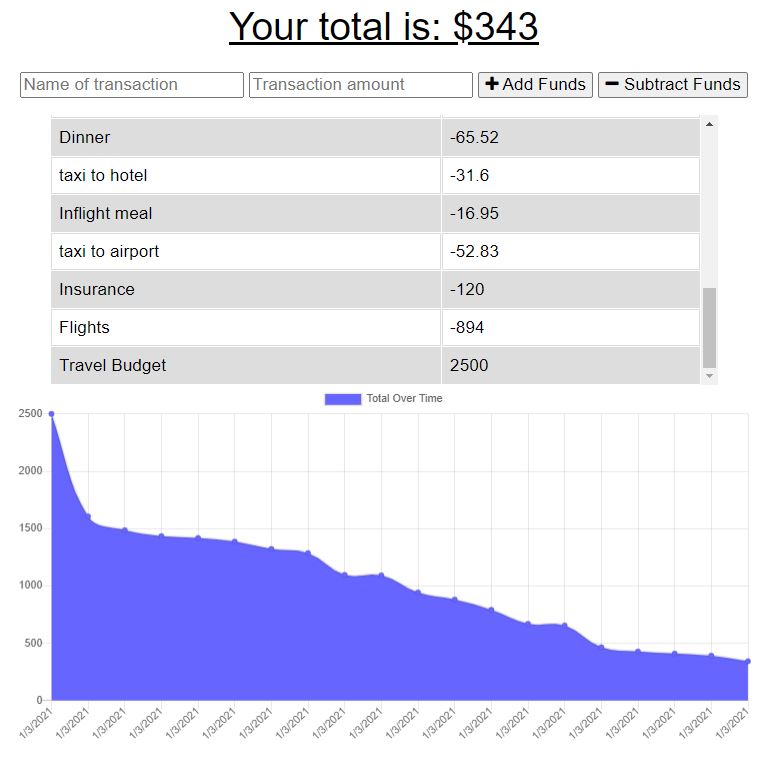 Your total is: $343
Name of transaction Transaction amount + Add Funds − Subtract Funds
Dinner -65.52
taxi to hotel -31.6
Inflight meal -16.95
taxi to airport -52.83
Insurance -120
Flights -894
Travel Budget 2500
Total Over Time
2500
2000
1500
1000
500
0
1/3/2021 1/3/2021 1/3/2021 1/3/2021 1/3/2021 1/3/2021 1/3/2021 1/3/2021 1/3/2021 1/3/2021 1/3/2021 1/3/2021 1/3/2021 1/3/2021 1/3/2021 1/3/2021 1/3/2021 1/3/2021 1/3/2021 1/3/2021